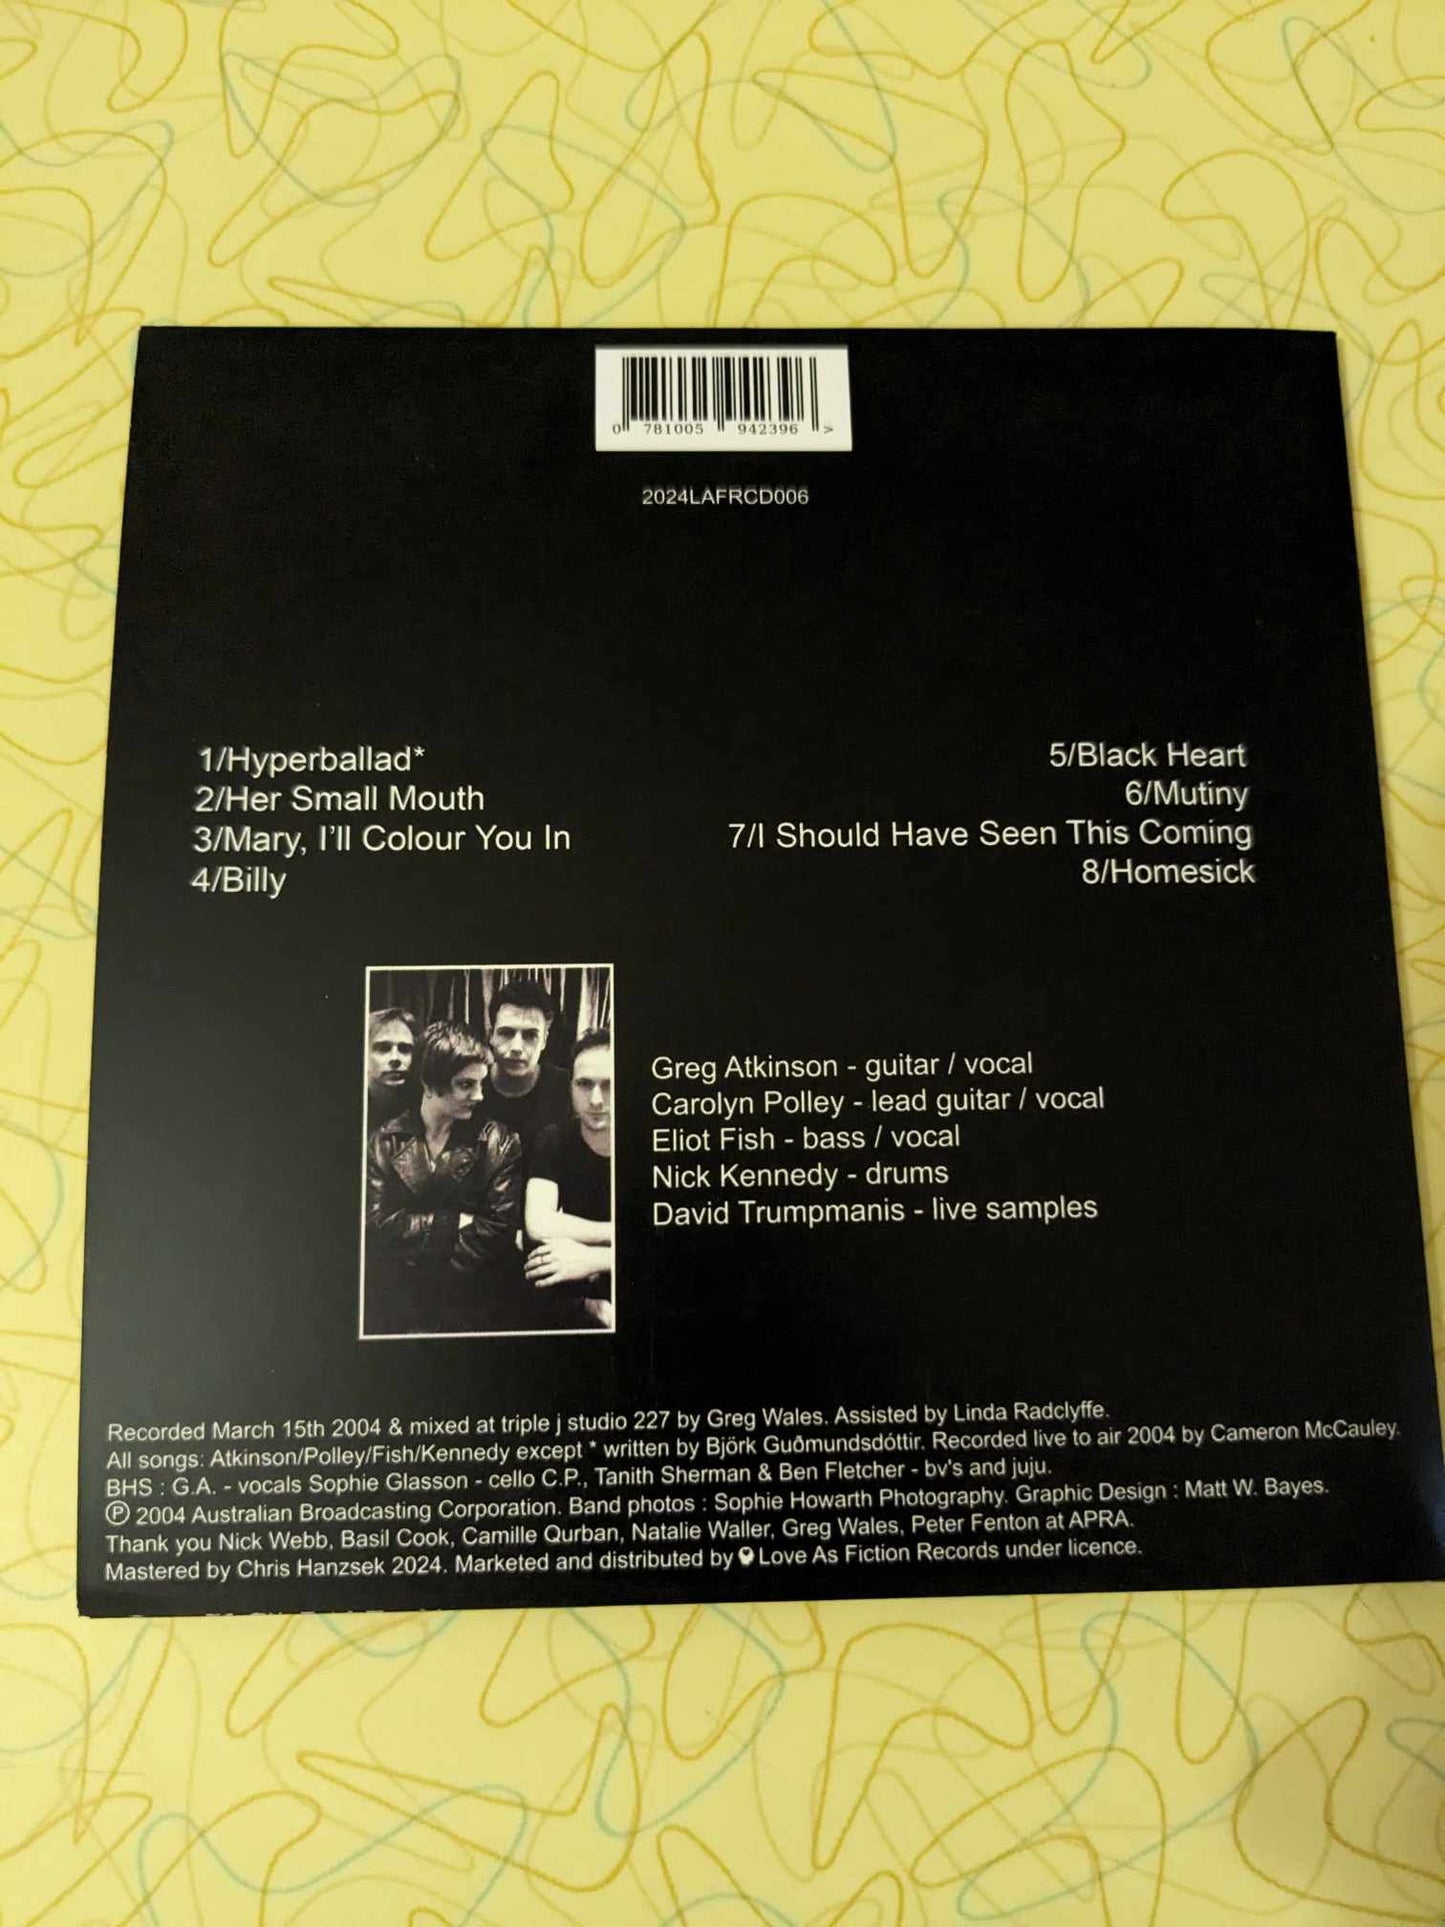 0 781005 942396 >
2024LAFRCD006
1/Hyperballad*
2/Her Small Mouth
3/Mary, I'll Colour You In
4/Billy
5/Black Heart
6/Mutiny
7/I Should Have Seen This Coming
8/Homesick
Greg Atkinson - guitar / vocal
Carolyn Polley - lead guitar / vocal
Eliot Fish - bass / vocal
Nick Kennedy - drums
David Trumpmanis - live samples
Recorded March 15th 2004 & mixed at triple j studio 227 by Greg Wales. Assisted by Linda Radclyffe.
All songs: Atkinson/Polley/Fish/Kennedy except * written by Björk Guðmundsdóttir. Recorded live to air 2004 by Cameron McCauley.
BHS : G.A. - vocals Sophie Glasson - cello C.P., Tanith Sherman & Ben Fletcher - bv's and juju.
℗ 2004 Australian Broadcasting Corporation. Band photos : Sophie Howarth Photography. Graphic Design : Matt W. Bayes.
Thank you Nick Webb, Basil Cook, Camille Qurban, Natalie Waller, Greg Wales, Peter Fenton at APRA.
Mastered by Chris Hanzsek 2024. Marketed and distributed by Love As Fiction Records under licence.